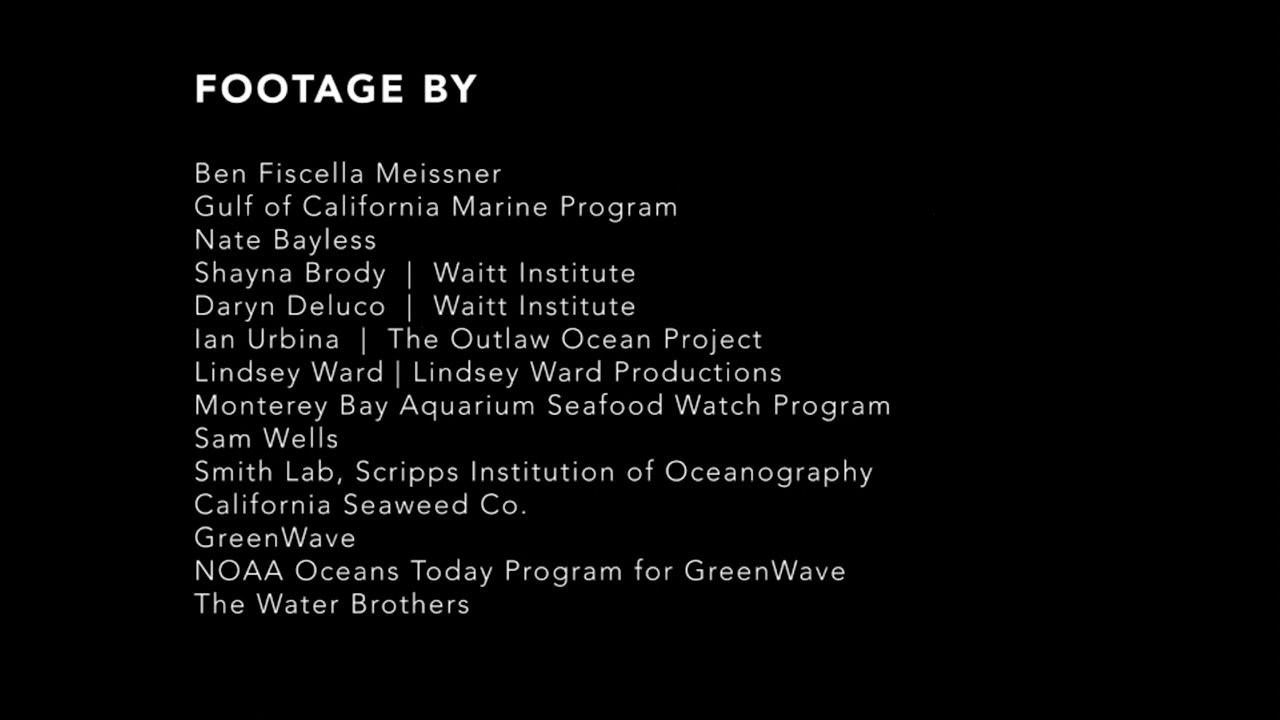 FOOTAGE BY
Ben Fiscella Meissner
Gulf of California Marine Program
Nate Bayless
Shayna Brody | Waitt Institute
Daryn Deluco | Waitt Institute
Ian Urbina | The Outlaw Ocean Project
Lindsey Ward | Lindsey Ward Productions
Monterey Bay Aquarium Seafood Watch Program
Sam Wells
Smith Lab, Scripps Institution of Oceanography
California Seaweed Co.
GreenWave
NOAA Oceans Today Program for GreenWave
The Water Brothers